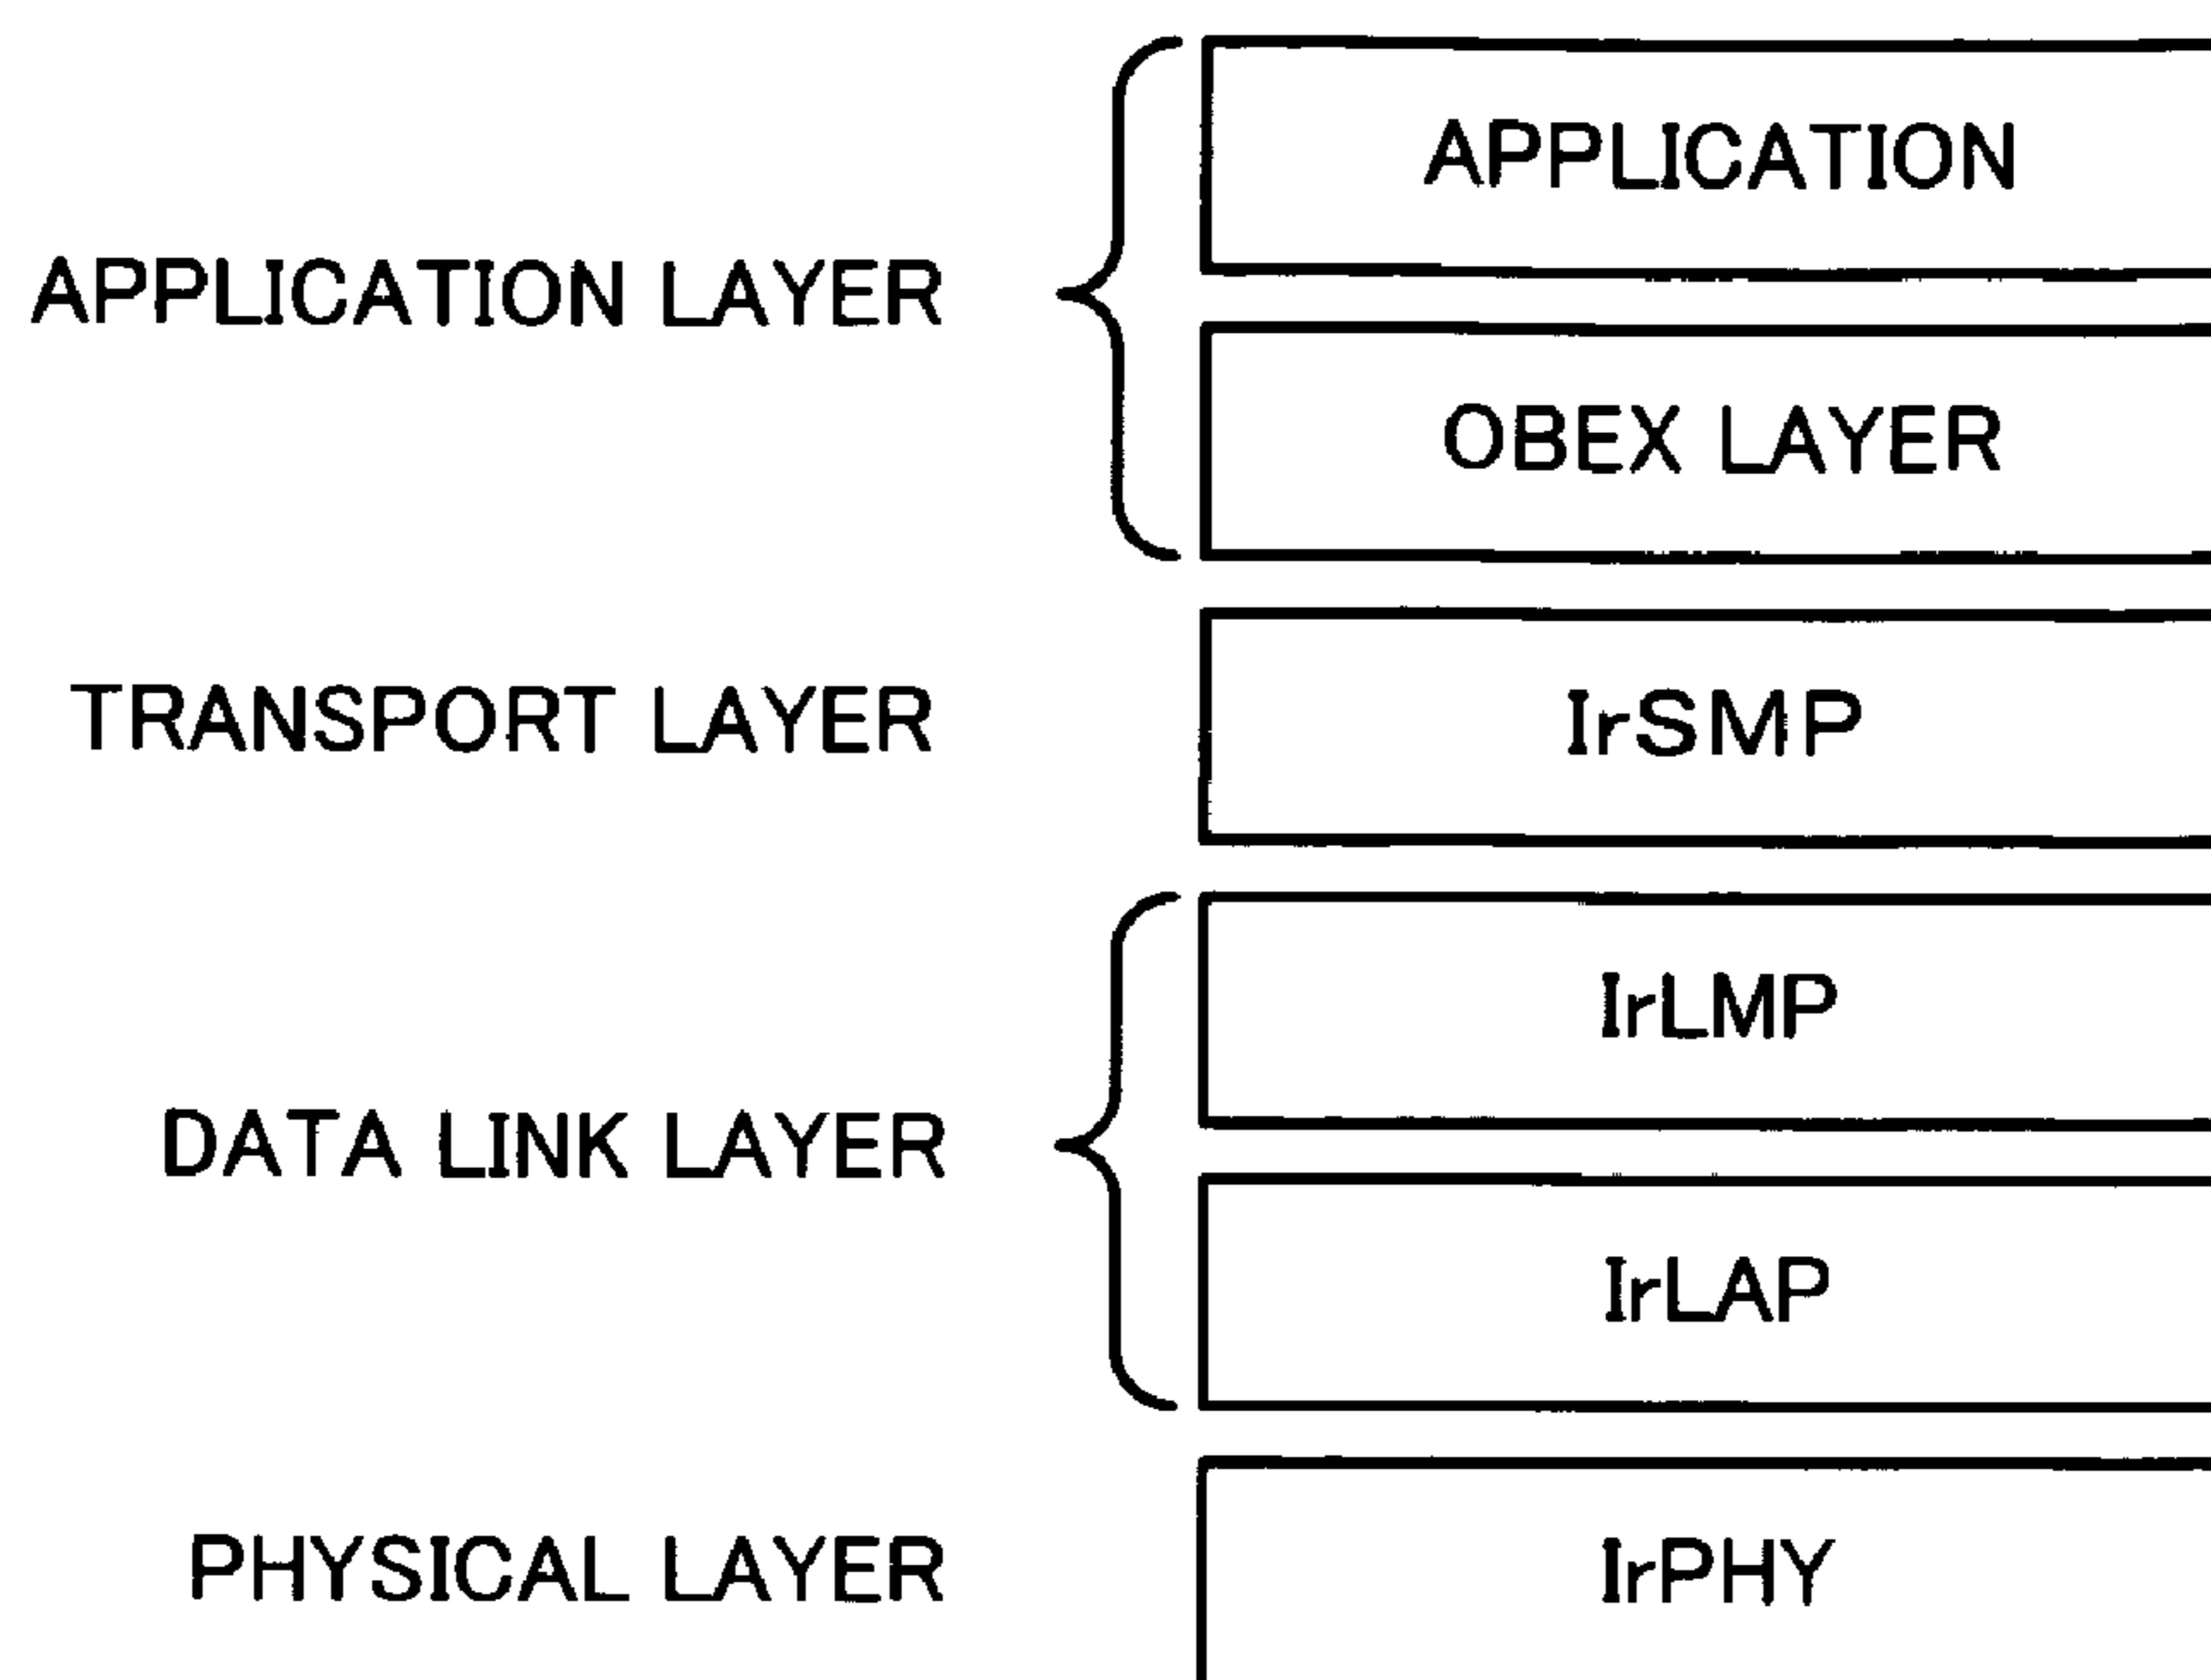 APPLICATION
APPLICATION LAYER
OBEX LAYER
TRANSPORT LAYER IrSMP
IrLMP
DATA LINK LAYER
IrLAP
PHYSICAL LAYER IrPHY